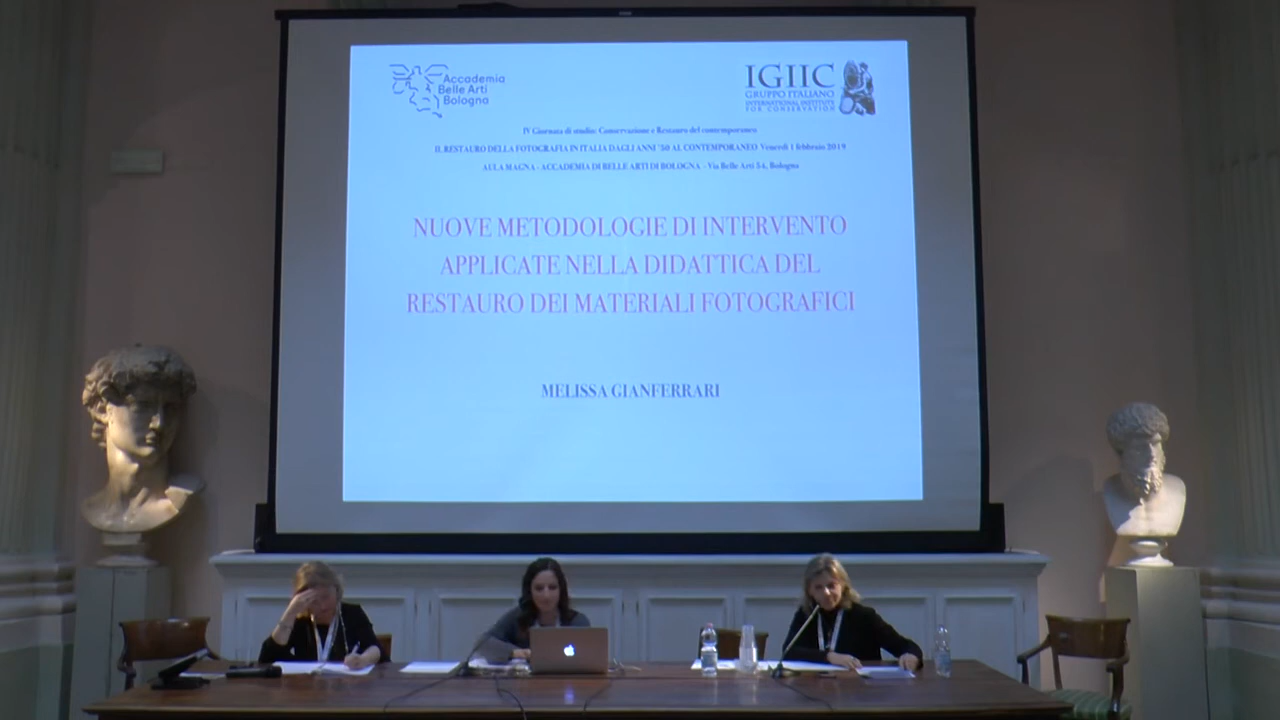 Accademia
Belle Arti
Bologna
IGIIC
GRUPPO ITALIANO
INTERNATIONAL INSTITUTE
FOR CONSERVATION
IV Giornata di studio: Conservazione e Restauro del contemporaneo
IL RESTAURO DELLA FOTOGRAFIA IN ITALIA DAGLI ANNI '50 AL CONTEMPORANEO Venerdì 1 febbraio 2019
AULA MAGNA - ACCADEMIA DI BELLE ARTI DI BOLOGNA - Via Belle Arti 54, Bologna
NUOVE METODOLOGIE DI INTERVENTO
APPLICATE NELLA DIDATTICA DEL
RESTAURO DEI MATERIALI FOTOGRAFICI
MELISSA GIANFERRARI